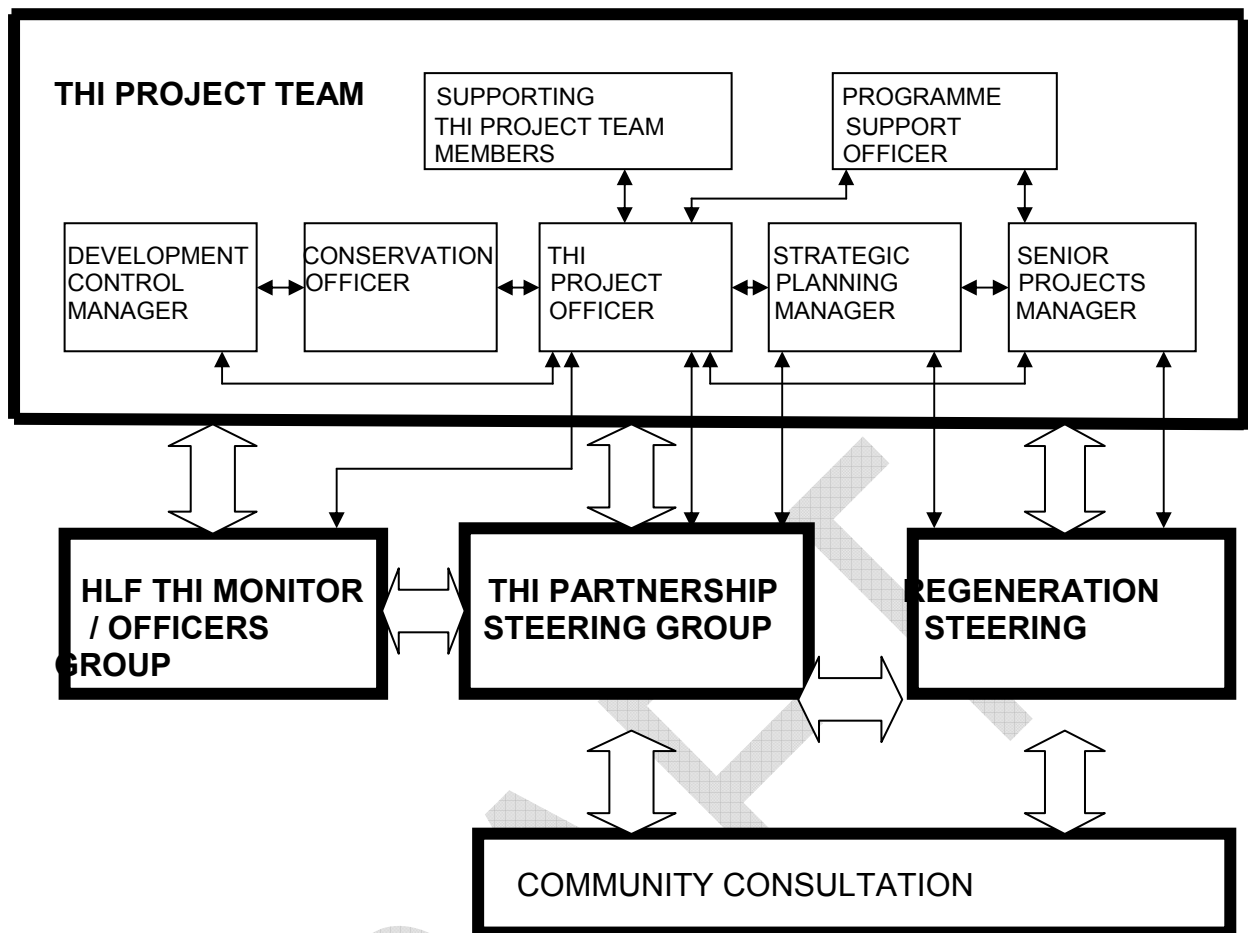 THI PROJECT TEAM
SUPPORTING
THI PROJECT TEAM
MEMBERS
PROGRAMME
SUPPORT
OFFICER
DEVELOPMENT
CONTROL
MANAGER
CONSERVATION
OFFICER
THI
PROJECT
OFFICER
STRATEGIC
PLANNING
MANAGER
SENIOR
PROJECTS
MANAGER
HLF THI MONITOR
/ OFFICERS
GROUP
THI PARTNERSHIP
STEERING GROUP
REGENERATION
STEERING
COMMUNITY CONSULTATION